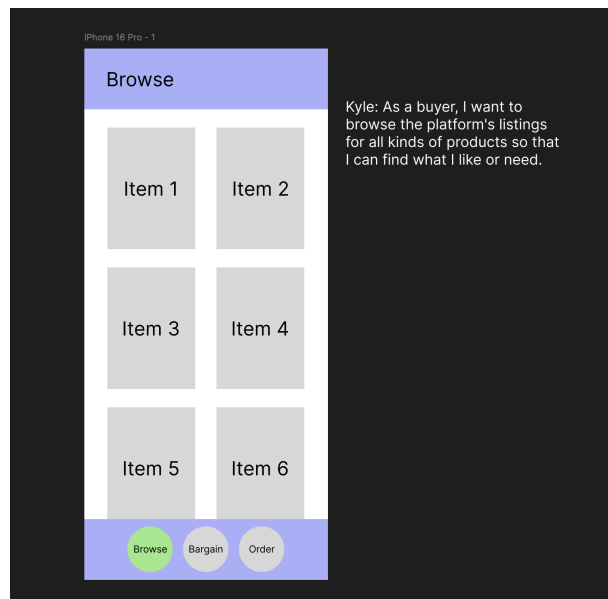 iPhone 16 Pro - 1
Browse
Kyle: As a buyer, I want to
browse the platform's listings
for all kinds of products so that
I can find what I like or need.
Item 1
Item 2
Item 3
Item 4
Item 5
Item 6
Browse
Bargain
Order